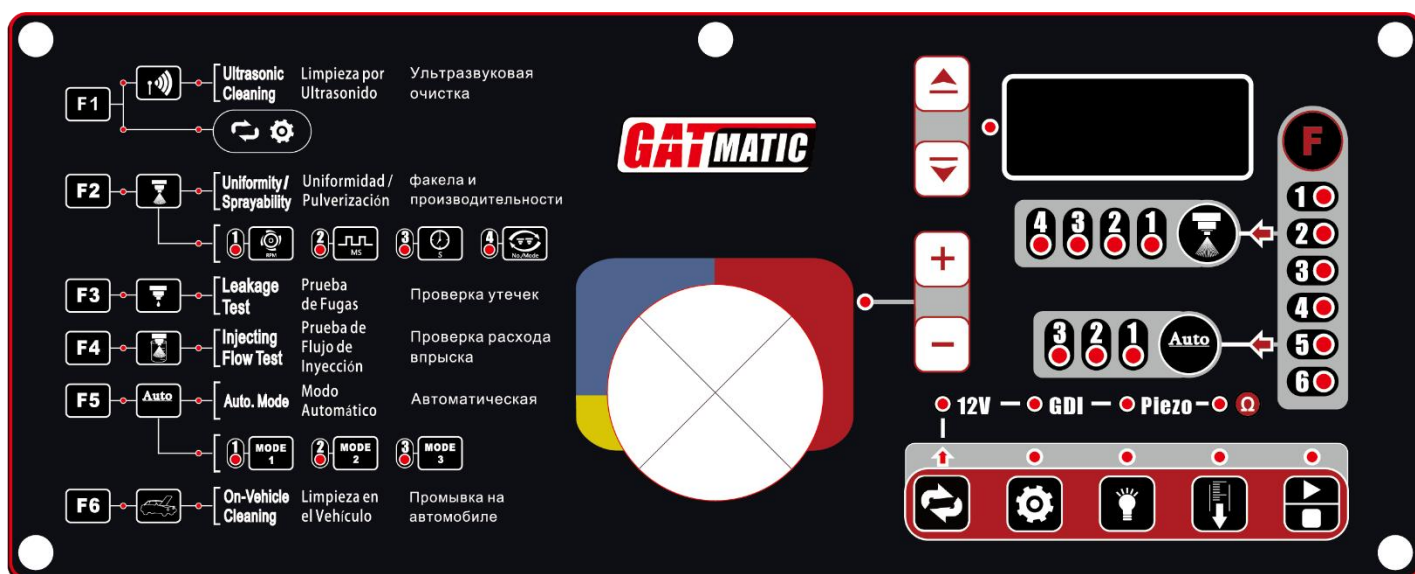 F1
Ultrasonic
Cleaning
Limpieza por
Ultrasonido
Ультразвуковая
очистка
F2
Uniformity /
Sprayability
Uniformidad /
Pulverización
факела и
производительности
1
RPM
2
MS
3
S
4
No./Mode
F3
Leakage
Test
Prueba
de Fugas
Проверка утечек
F4
Injecting
Flow Test
Prueba de
Flujo de
Inyección
Проверка расхода
впрыска
F5
Auto
Auto. Mode
Modo
Automático
Автоматическая
1
MODE
1
2
MODE
2
3
MODE
3
F6
On-Vehicle
Cleaning
Limpieza en
el Vehículo
Промывка на
автомобиле
GATMATIC
+
−
F
1
2
3
4
5
6
4 3 2 1
3 2 1 Auto
12V — GDI — Piezo - Ω